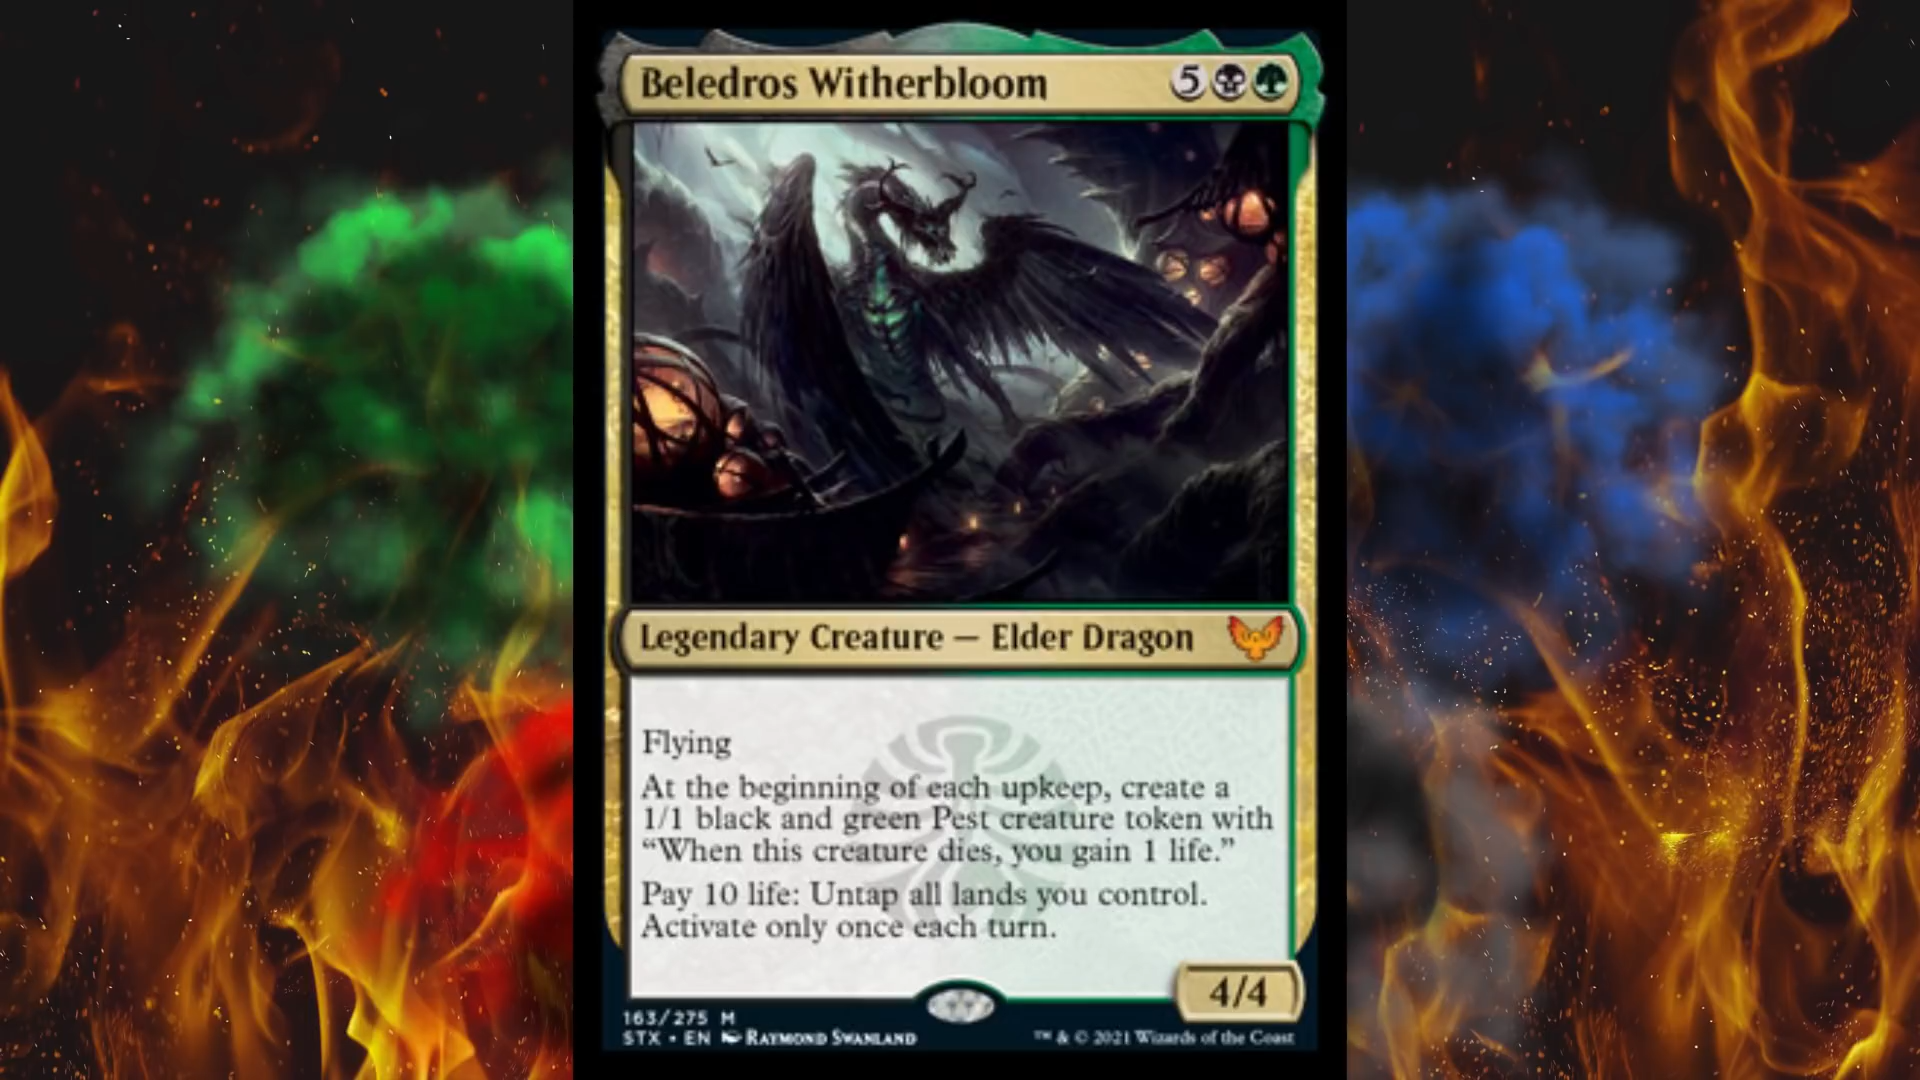 Beledros Witherbloom 5
Legendary Creature — Elder Dragon
Flying
At the beginning of each upkeep, create a
1/1 black and green Pest creature token with
“When this creature dies, you gain 1 life.”
Pay 10 life: Untap all lands you control.
Activate only once each turn.
4/4
163/275 M
STX • EN Raymond Swanland
™ & © 2021 Wizards of the Coast